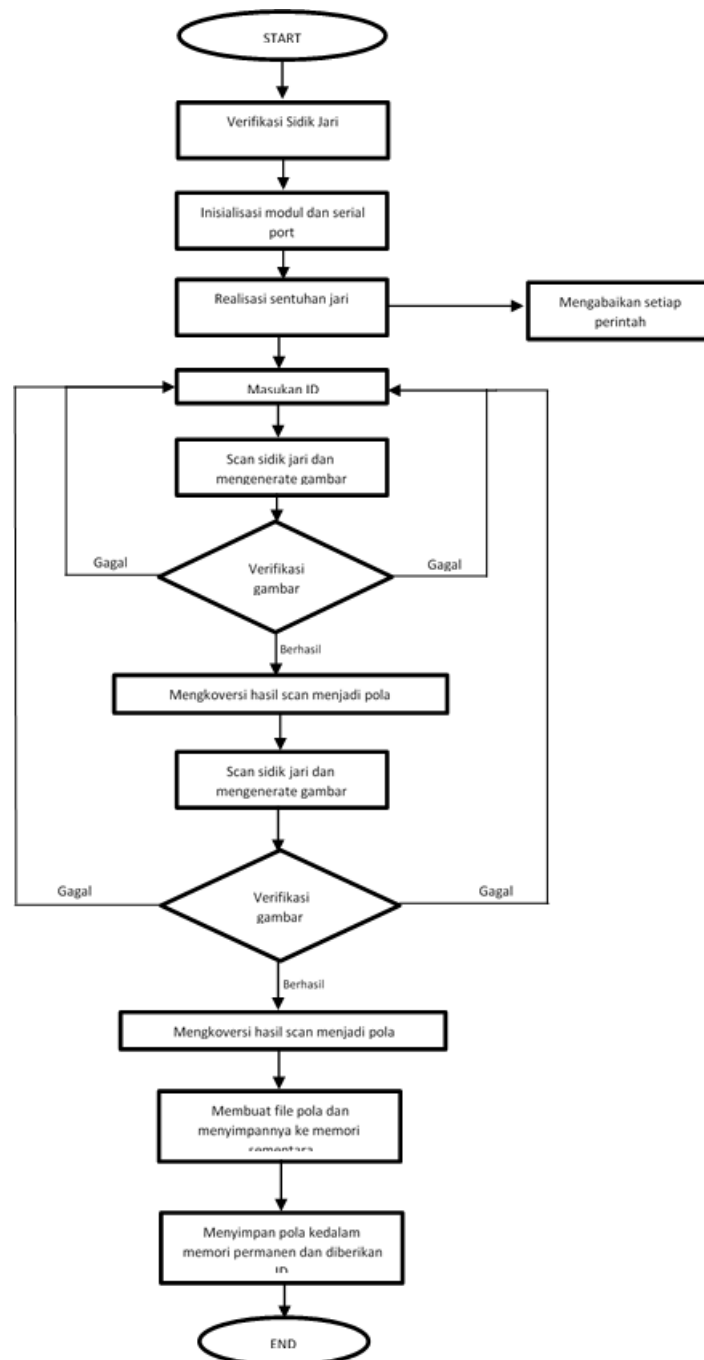 START
Verifikasi Sidik Jari
Inisialisasi modul dan serial
port
Realisasi sentuhan jari
Mengabaikan setiap
perintah
Masukan ID
Scan sidik jari dan
mengenerate gambar
Gagal
Verifikasi
gambar
Gagal
Berhasil
Mengkoversi hasil scan menjadi pola
Scan sidik jari dan
mengenerate gambar
Gagal
Verifikasi
gambar
Gagal
Berhasil
Mengkoversi hasil scan menjadi pola
Membuat file pola dan
menyimpannya ke memori
sementara
Menyimpan pola kedalam
memori permanen dan diberikan
ID
END